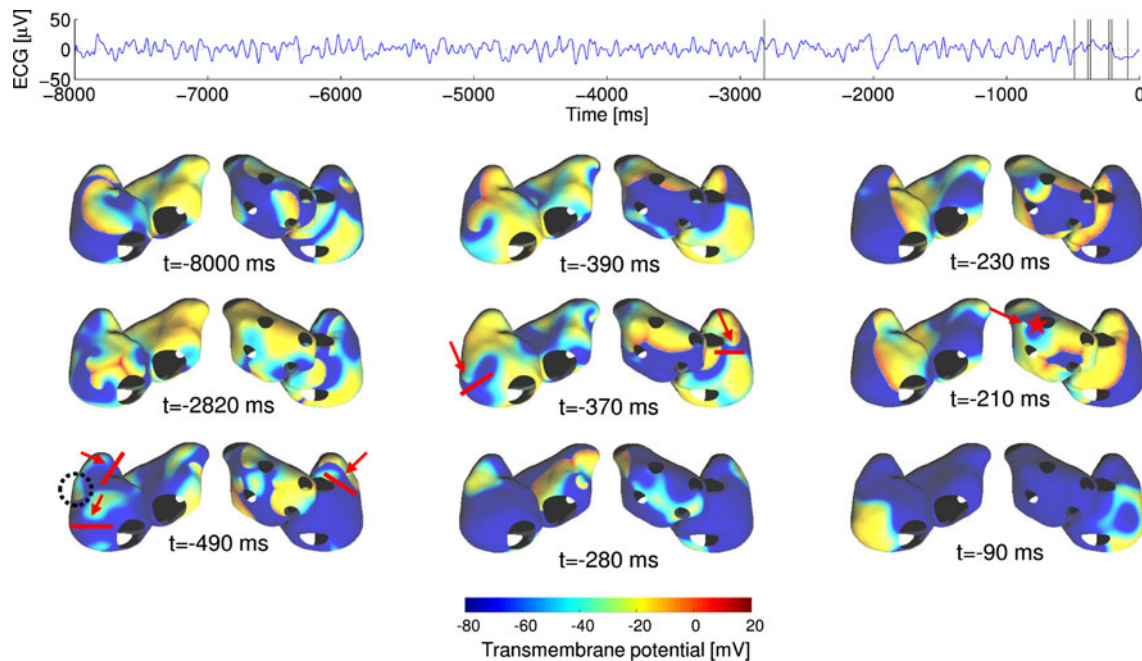 ECG [µV]
50
0
−50
−8000 −7000 −6000 −5000 −4000 −3000 −2000 −1000 0
Time [ms]
t=-8000 ms
t=-390 ms
t=-230 ms
t=-2820 ms
t=-370 ms
t=-210 ms
t=-490 ms
t=-280 ms
t=-90 ms
-80 -60 -40 -20 0 20
Transmembrane potential [mV]